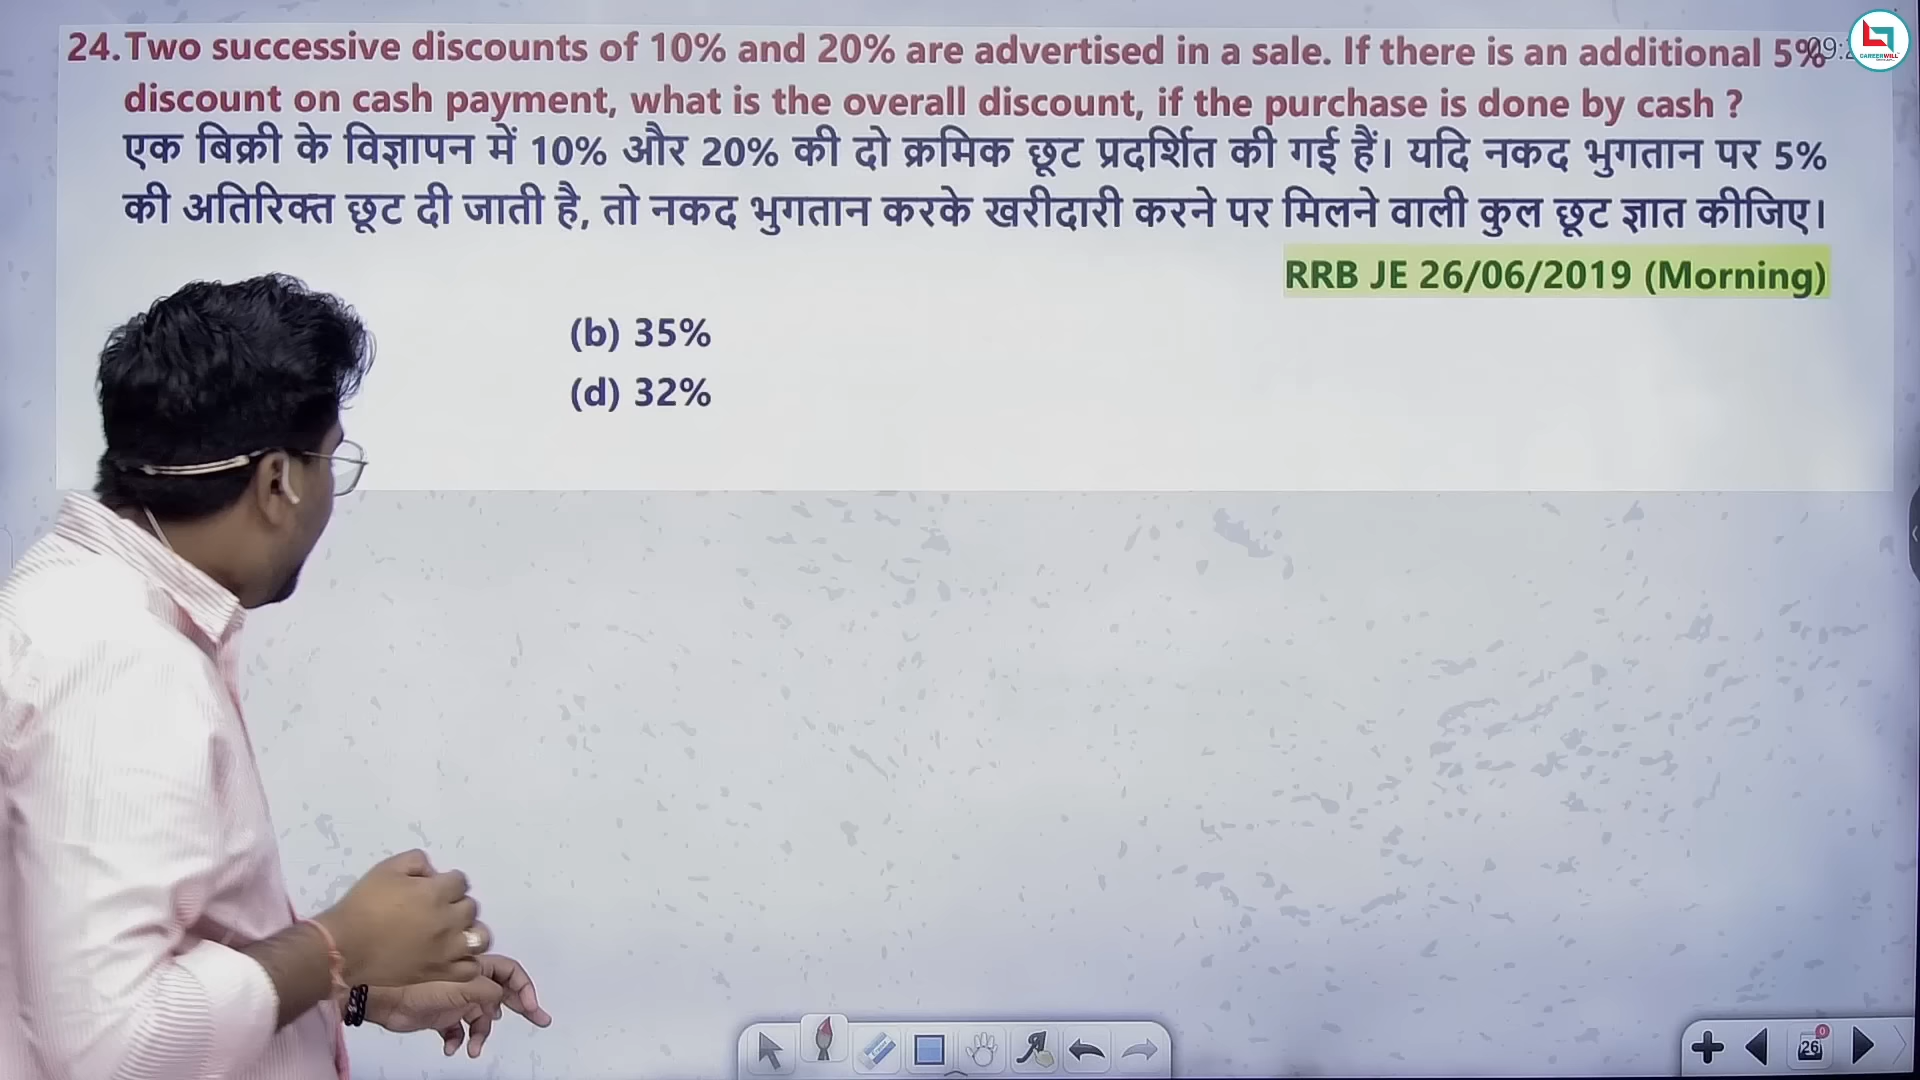 24. Two successive discounts of 10% and 20% are advertised in a sale. If there is an additional 5%
discount on cash payment, what is the overall discount, if the purchase is done by cash ?
एक बिक्री के विज्ञापन में 10% और 20% की दो क्रमिक छूट प्रदर्शित की गई हैं। यदि नकद भुगतान पर 5%
की अतिरिक्त छूट दी जाती है, तो नकद भुगतान करके खरीदारी करने पर मिलने वाली कुल छूट ज्ञात कीजिए।
RRB JE 26/06/2019 (Morning)
(b) 35%
(d) 32%
CAREERWILL
26
0